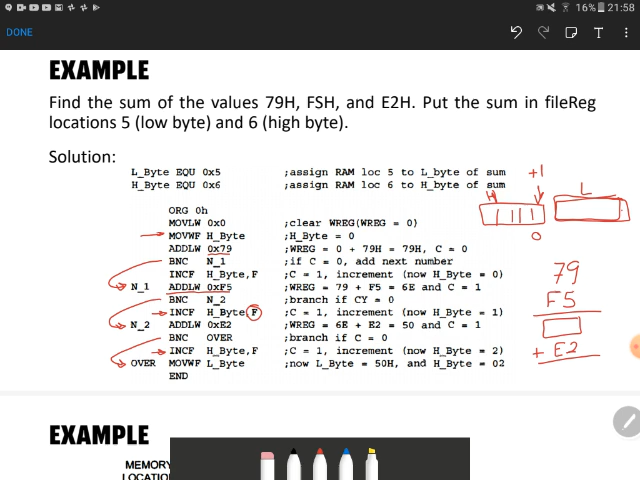 16% 21:58
DONE
T
EXAMPLE
Find the sum of the values 79H, FSH, and E2H. Put the sum in fileReg
locations 5 (low byte) and 6 (high byte).
Solution:
L_Byte EQU 0x5 ;assign RAM loc 5 to L_byte of sum
H_Byte EQU 0x6 ;assign RAM loc 6 to H_byte of sum
+1
H
L
0
ORG 0h
MOVLW 0x0 ;clear WREG(WREG = 0)
MOVWF H_Byte ;H_Byte = 0
ADDLW 0x79 ;WREG = 0 + 79H = 79H, C = 0
BNC N_1 ;if C = 0, add next number
INCF H_Byte,F ;C = 1, increment (now H_Byte = 0)
N_1 ADDLW 0xF5 ;WREG = 79 + F5 = 6E and C = 1
BNC N_2 ;branch if CY = 0
INCF H_Byte,F ;C = 1, increment (now H_Byte = 1)
N_2 ADDLW 0xE2 ;WREG = 6E + E2 = 50 and C = 1
BNC OVER ;branch if C = 0
INCF H_Byte,F ;C = 1, increment (now H_Byte = 2)
OVER MOVWF L_Byte ;now L_Byte = 50H, and H_Byte = 02
END
79
F5
+ E2
EXAMPLE
MEMORY
LOCATIO